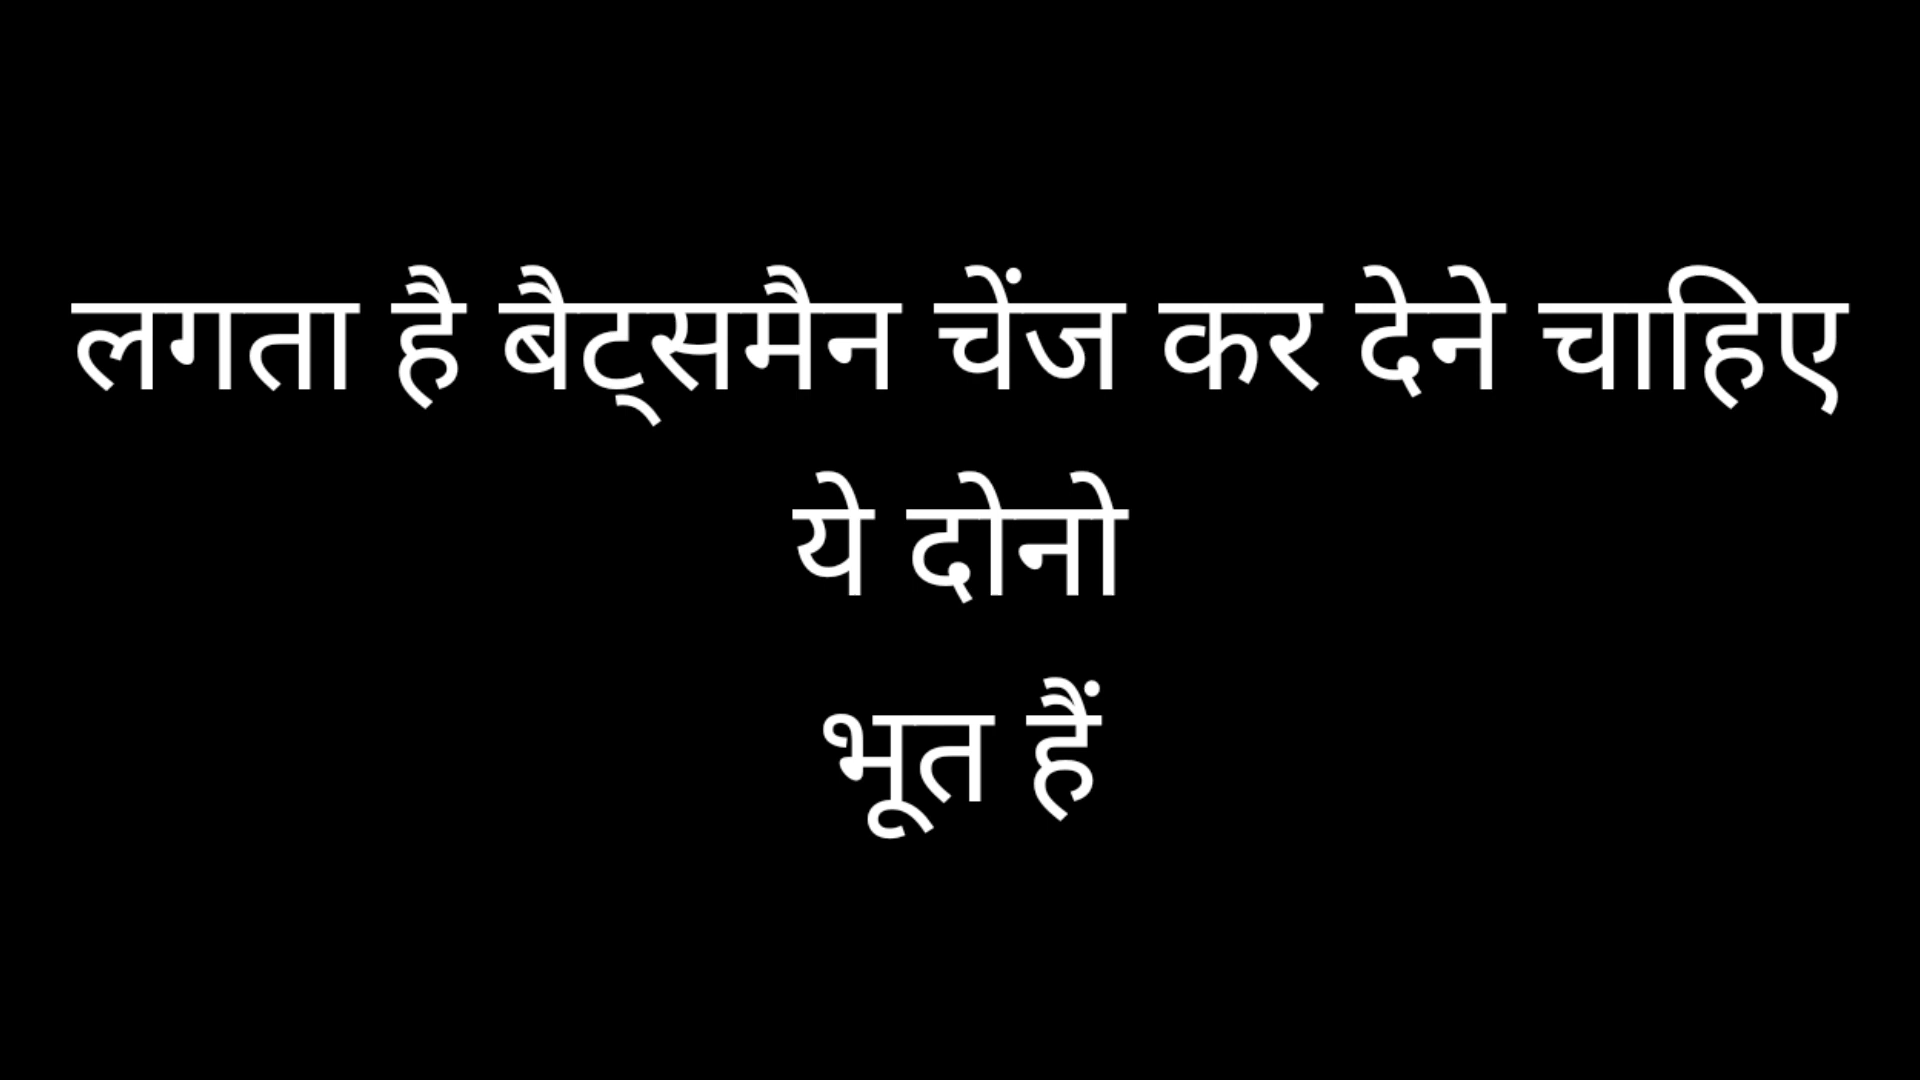 लगता है बैट्समैन चेंज कर देने चाहिए
ये दोनो
भूत हैं